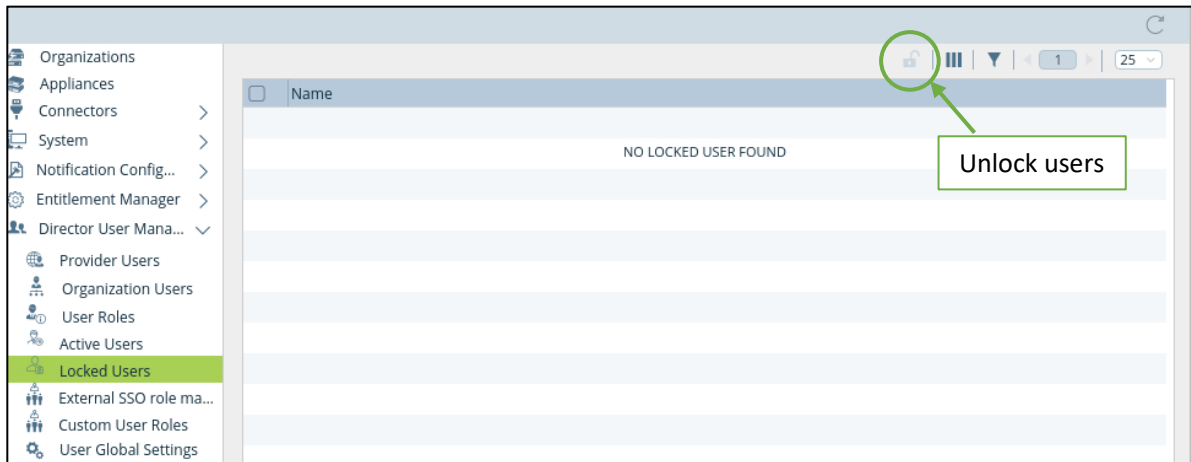 Organizations
Appliances
Connectors
System
Notification Config...
Entitlement Manager
Director User Mana...
Provider Users
Organization Users
User Roles
Active Users
Locked Users
External SSO role ma...
Custom User Roles
User Global Settings
1
25
Name
NO LOCKED USER FOUND
Unlock users